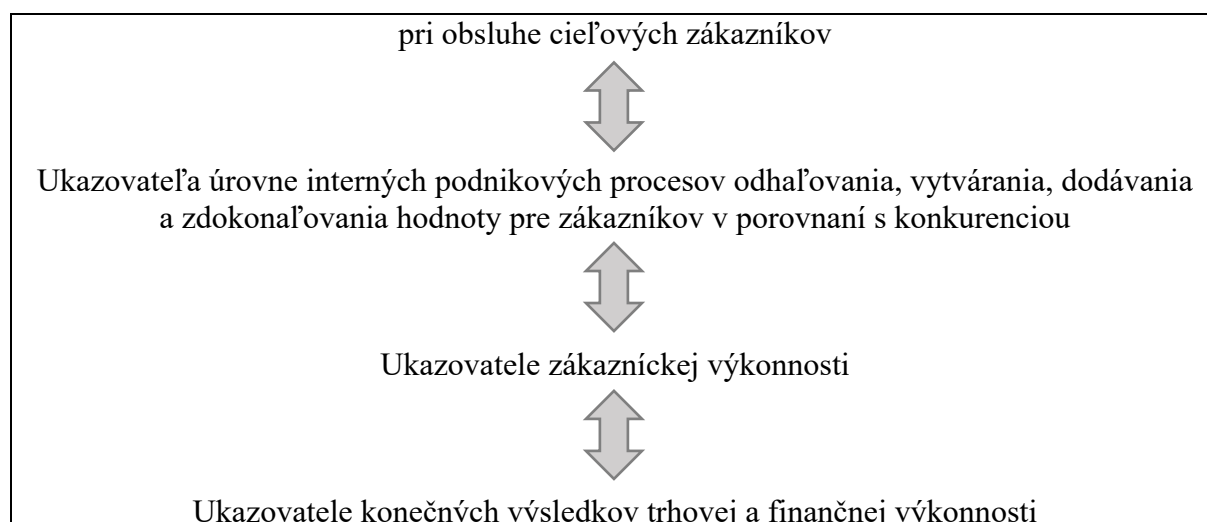 pri obsluhe cieľových zákazníkov
Ukazovateľa úrovne interných podnikových procesov odhaľovania, vytvárania, dodávania
a zdokonaľovania hodnoty pre zákazníkov v porovnaní s konkurenciou
Ukazovatele zákazníckej výkonnosti
Ukazovatele konečných výsledkov trhovej a finančnej výkonnosti